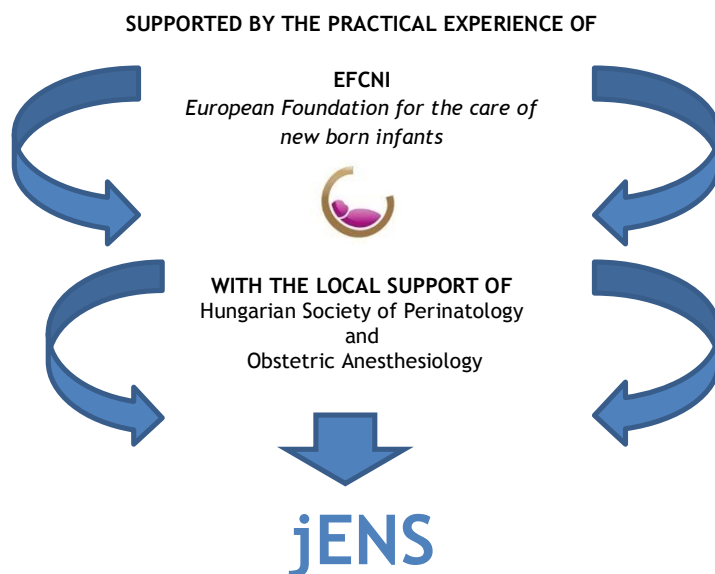 SUPPORTED BY THE PRACTICAL EXPERIENCE OF
EFCNI
European Foundation for the care of
new born infants
WITH THE LOCAL SUPPORT OF
Hungarian Society of Perinatology
and
Obstetric Anesthesiology
jENS